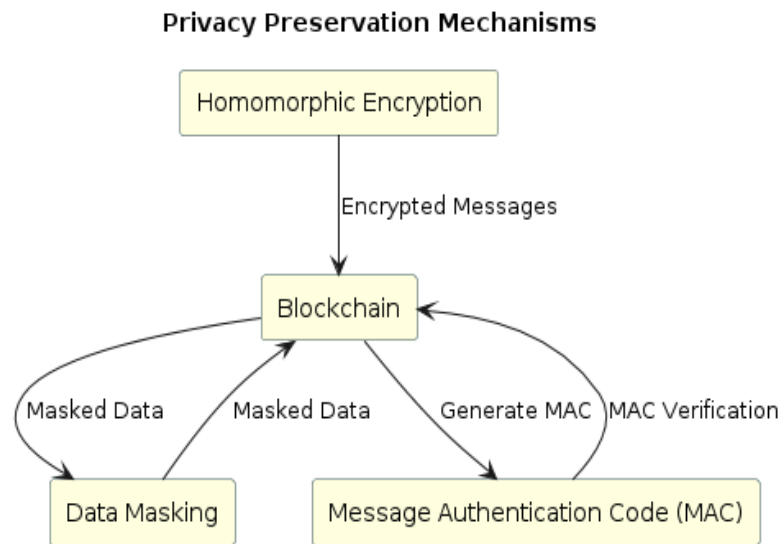 Privacy Preservation Mechanisms
Homomorphic Encryption
Encrypted Messages
Blockchain
Masked Data
Masked Data
Generate MAC
MAC Verification
Data Masking
Message Authentication Code (MAC)